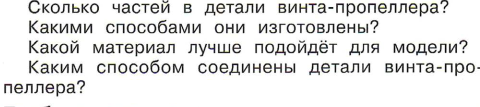 Сколько частей в детали винта-пропеллера?
Какими способами они изготовлены?
Какой материал лучше подойдёт для модели?
Каким способом соединены детали винта-про-
пеллера?